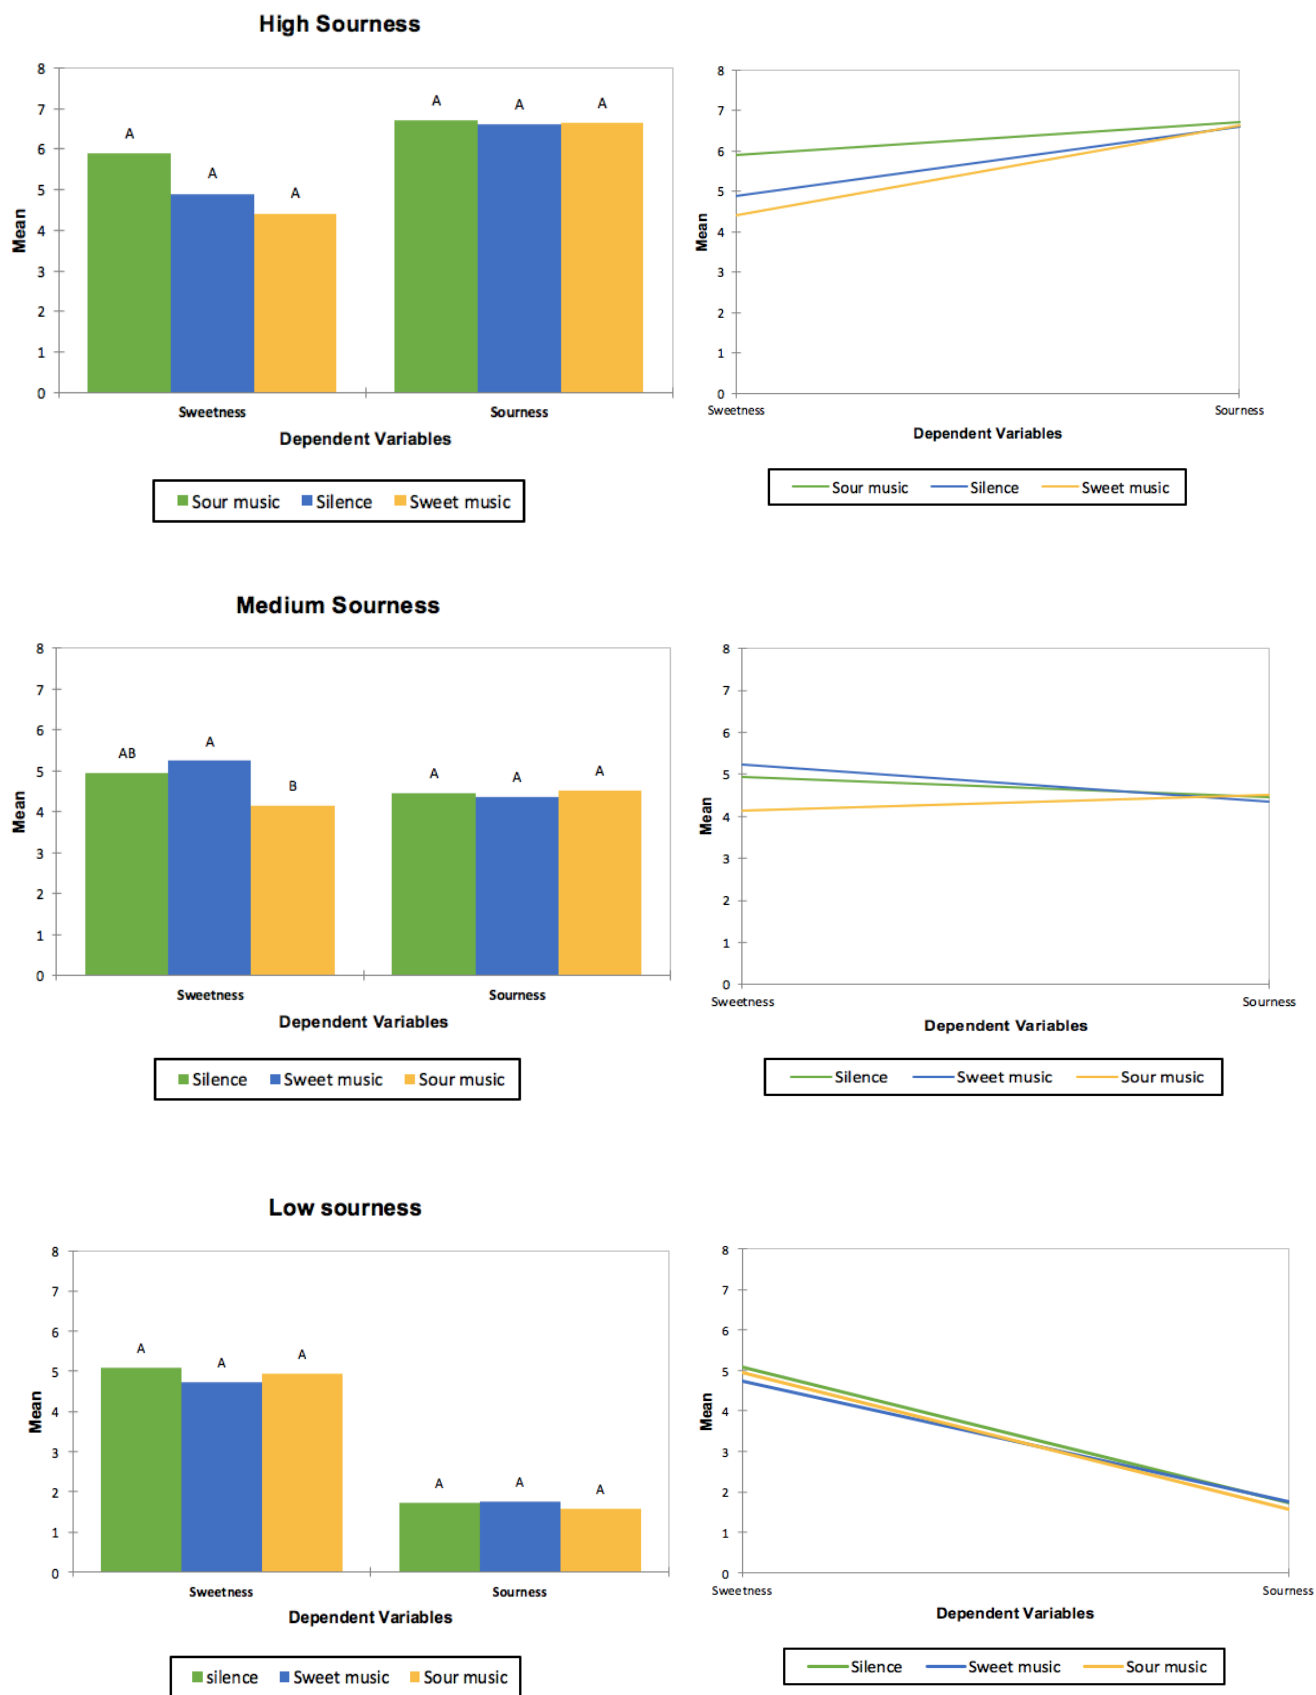 High Sourness
8
7
6
5
4
3
2
1
0
Mean
A
A
A
A
A
A
Sweetness
Sourness
Dependent Variables
Sour music Silence Sweet music
8
7
6
5
4
3
2
1
0
Mean
Sweetness
Sourness
Dependent Variables
Sour music Silence Sweet music
Medium Sourness
8
7
6
5
4
3
2
1
0
Mean
AB
A
B
A
A
A
Sweetness
Sourness
Dependent Variables
Silence Sweet music Sour music
8
7
6
5
4
3
2
1
0
Mean
Sweetness
Sourness
Dependent Variables
Silence Sweet music Sour music
Low sourness
8
7
6
5
4
3
2
1
0
Mean
A
A
A
A
A
A
Sweetness
Sourness
Dependent Variables
silence Sweet music Sour music
8
7
6
5
4
3
2
1
0
Mean
Sweetness
Sourness
Dependent Variables
Silence Sweet music Sour music